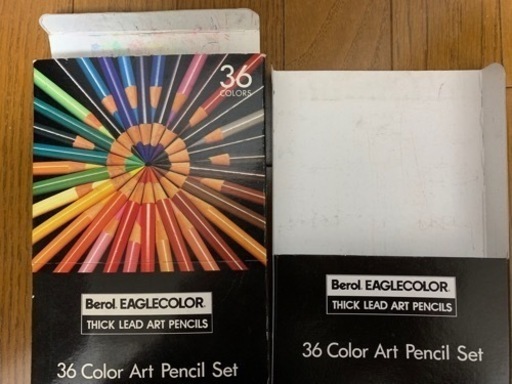 36
COLORS
Berol EAGLECOLOR
THICK LEAD ART PENCILS
36 Color Art Pencil Set
Berol EAGLECOLOR
THICK LEAD ART PENCILS
36 Color Art Pencil Set